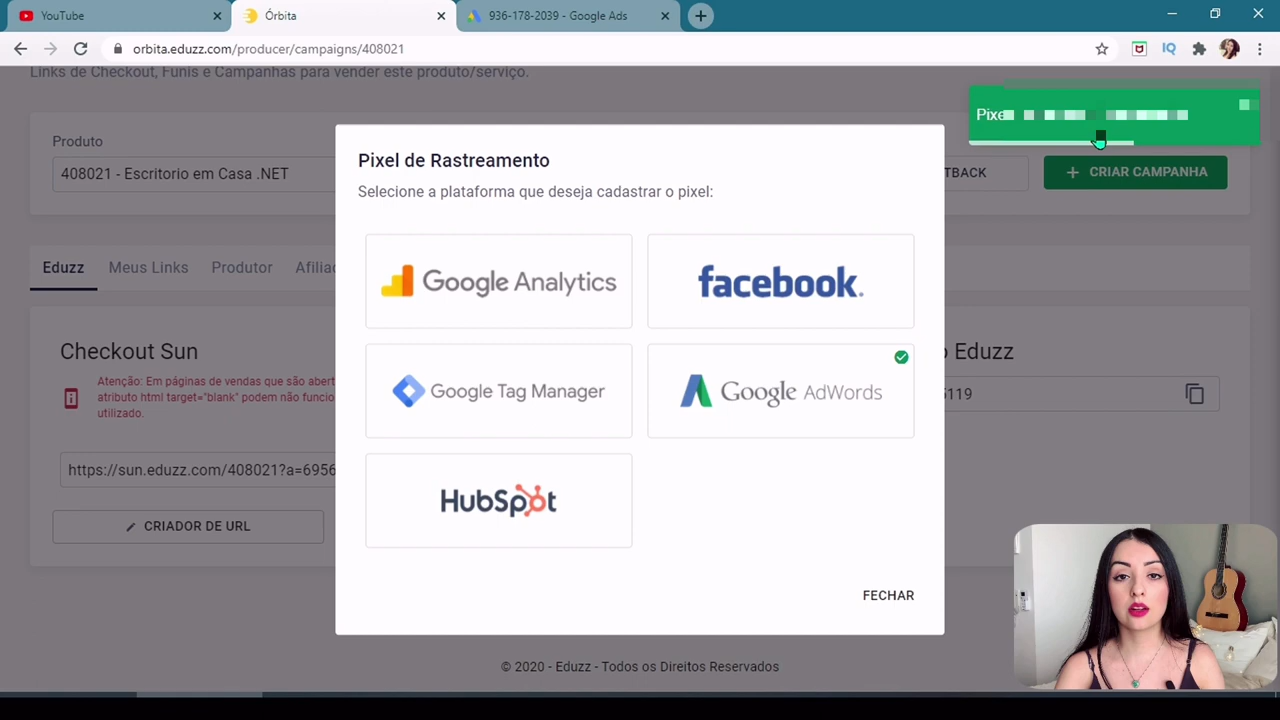 YouTube
Órbita
936-178-2039 - Google Ads
orbita.eduzz.com/producer/campaigns/408021
IQ
Links de Checkout, Funis e Campanhas para vender este produto/serviço.
Produto
408021 - Escritorio em Casa .NET
TBACK
+ CRIAR CAMPANHA
Eduzz
Meus Links
Produtor
Afilia
Checkout Sun
Atenção: Em páginas de vendas que são abert
atributo html target="blank" podem não funcio
utilizado.
https://sun.eduzz.com/408021?a=6956
CRIADOR DE URL
o Eduzz
5119
Pixel de Rastreamento
Selecione a plataforma que deseja cadastrar o pixel:
Google Analytics
facebook
Google Tag Manager
Google AdWords
HubSpot
FECHAR
© 2020 - Eduzz - Todos os Direitos Reservados